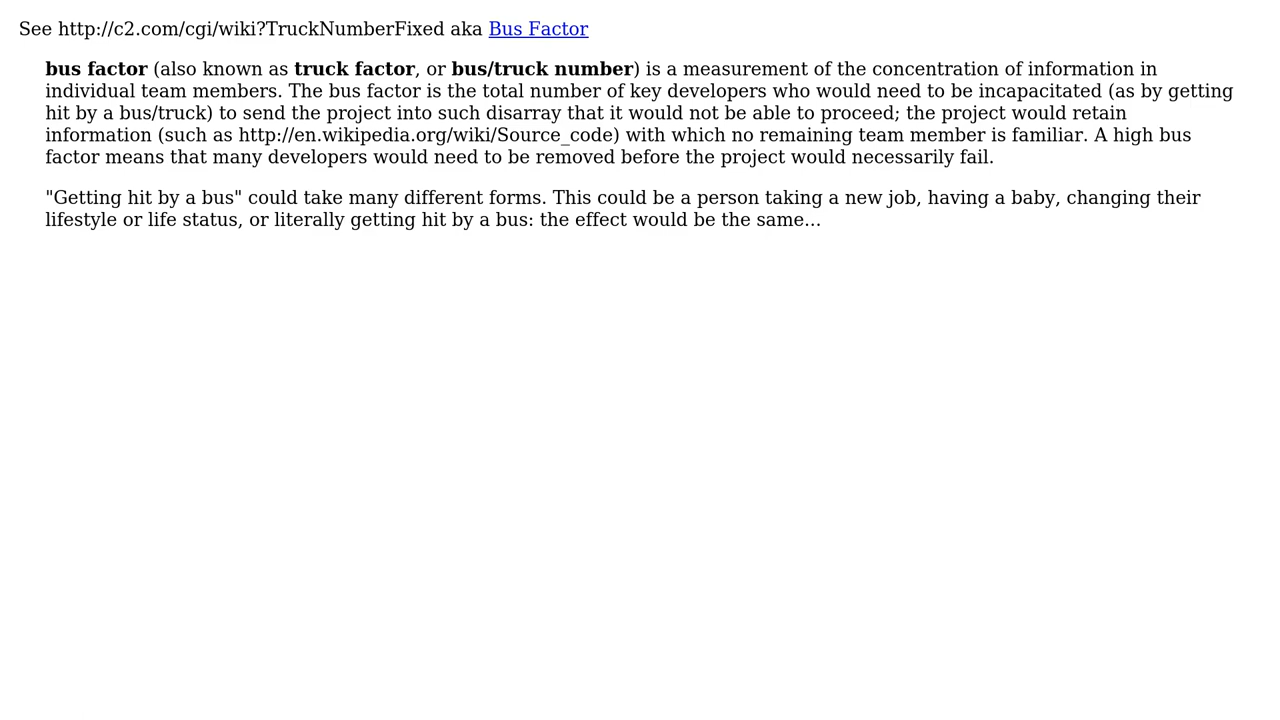 See http://c2.com/cgi/wiki?TruckNumberFixed aka Bus Factor
bus factor (also known as truck factor, or bus/truck number) is a measurement of the concentration of information in
individual team members. The bus factor is the total number of key developers who would need to be incapacitated (as by getting
hit by a bus/truck) to send the project into such disarray that it would not be able to proceed; the project would retain
information (such as http://en.wikipedia.org/wiki/Source_code) with which no remaining team member is familiar. A high bus
factor means that many developers would need to be removed before the project would necessarily fail.
"Getting hit by a bus" could take many different forms. This could be a person taking a new job, having a baby, changing their
lifestyle or life status, or literally getting hit by a bus: the effect would be the same...